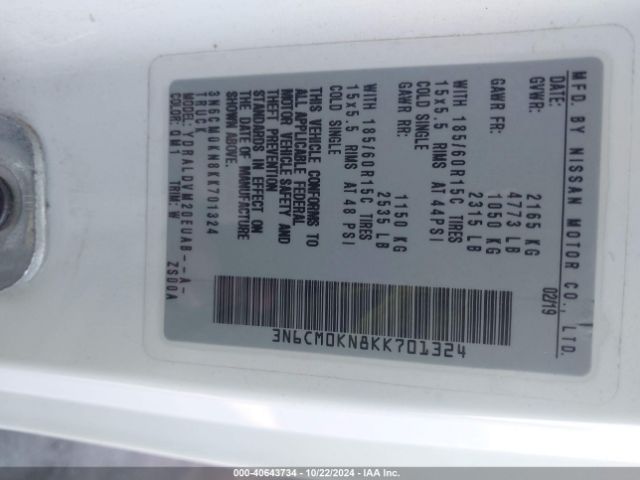 MFD. BY NISSAN MOTOR CO., LTD.
DATE: 02/19
GVWR: 2165 KG
4773 LB
GAWR FR: 1050 KG
2315 LB
WITH 185/60R15C TIRES
15x5.5 RIMS AT 44PSI
COLD SINGLE
GAWR RR: 1150 KG
2535 LB
WITH 185/60R15C TIRES
15x5.5 RIMS AT 48 PSI
COLD SINGLE
THIS VEHICLE CONFORMS TO
ALL APPLICABLE FEDERAL
MOTOR VEHICLE SAFETY AND
THEFT PREVENTION
STANDARDS IN EFFECT ON
THE DATE OF MANUFACTURE
SHOWN ABOVE.
3N6CM0KN8KK701324
TRUCK
MODEL: YDRALDVM20EUAB--A-
COLOR: QM1 TRIM: W ZS00A
3N6CM0KN8KK701324
000-40643734 - 10/22/2024 - IAA Inc.